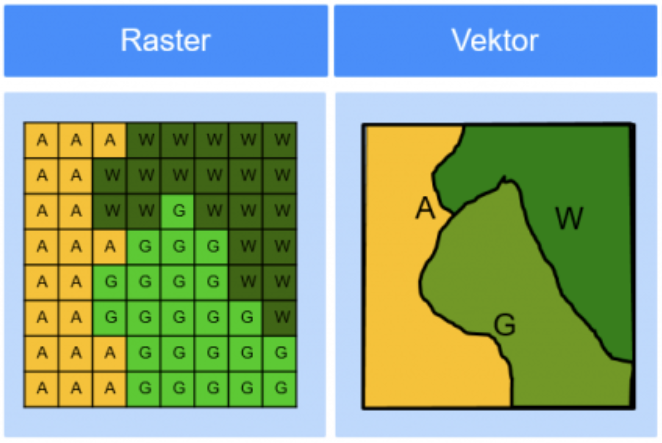 Raster
Vektor
A A A W W W W W
A A W W W W W W
A A W W G W W W
A A A G G G W W
A A G G G G W W
A A G G G G G W
A A A G G G G G
A A A G G G G G
A
W
G